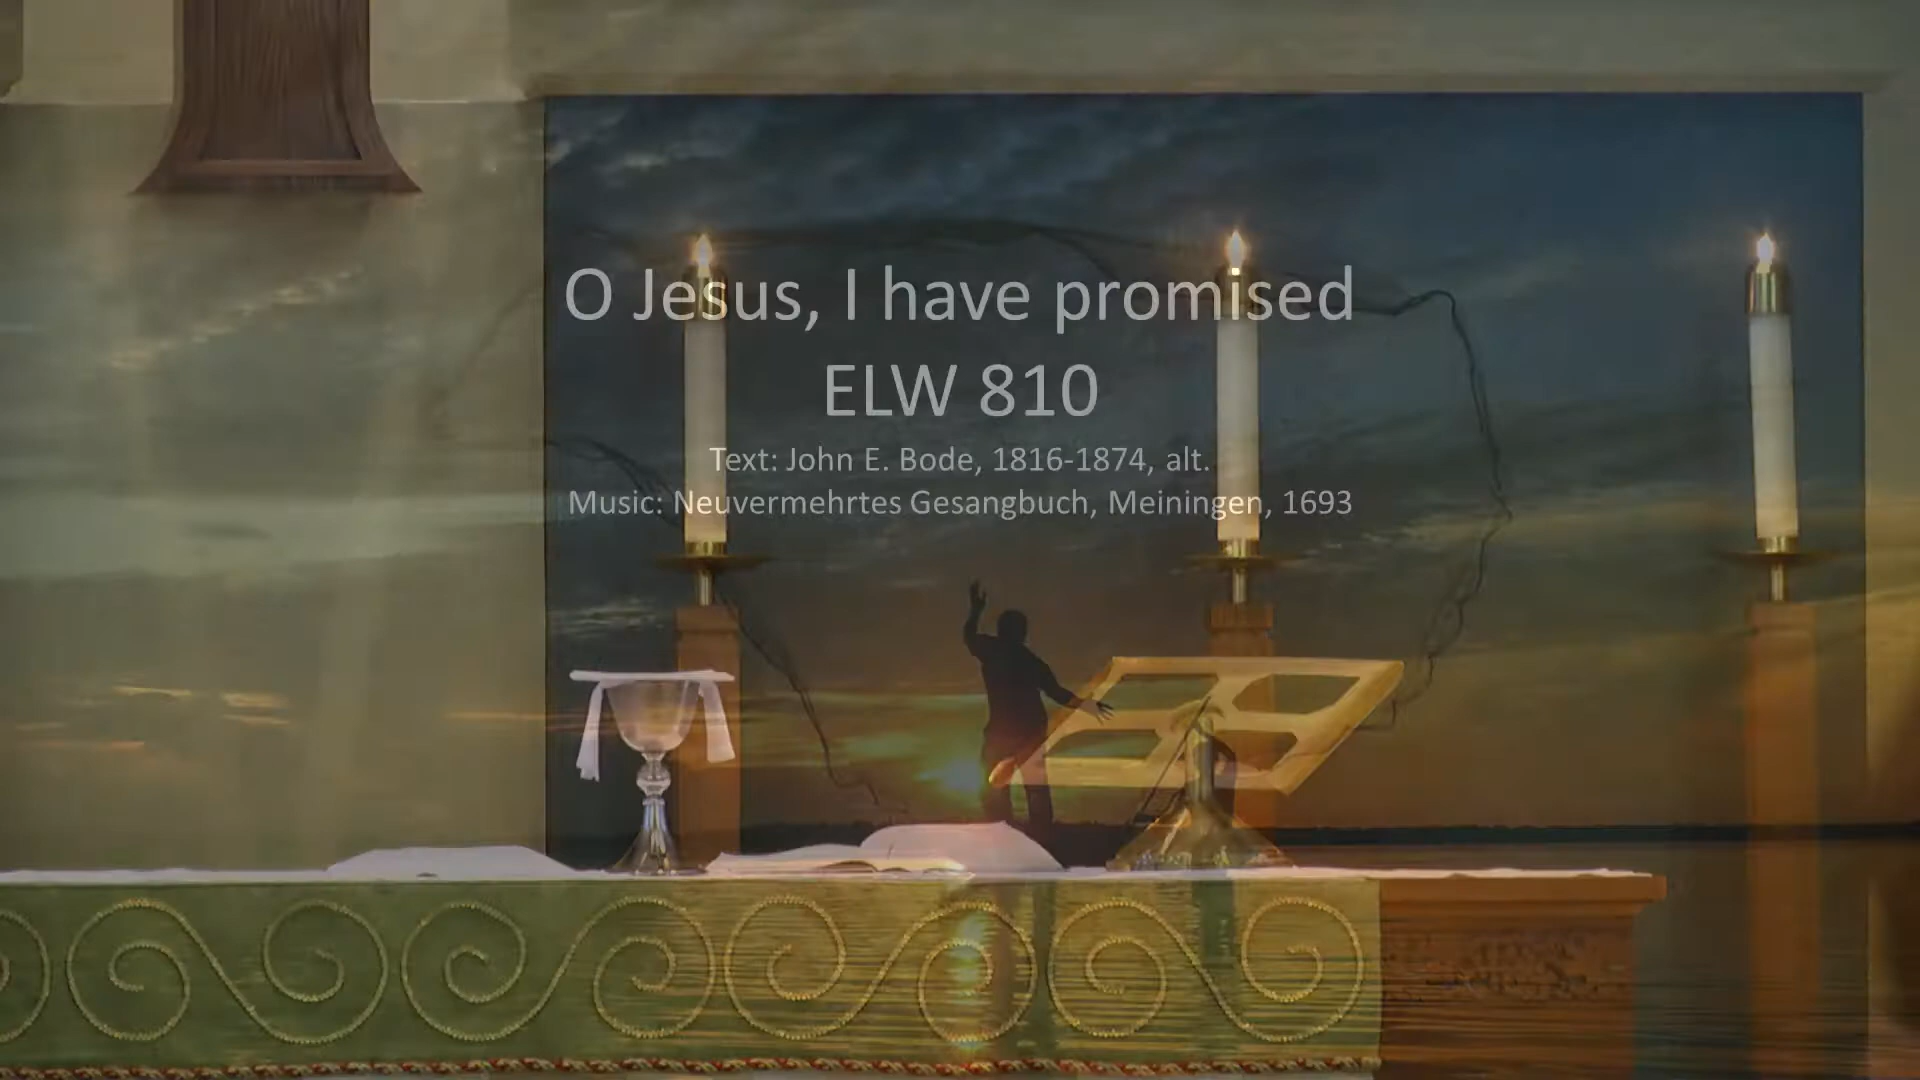 O Jesus, I have promised
ELW 810
Text: John E. Bode, 1816-1874, alt.
Music: Neuvermehrtes Gesangbuch, Meiningen, 1693